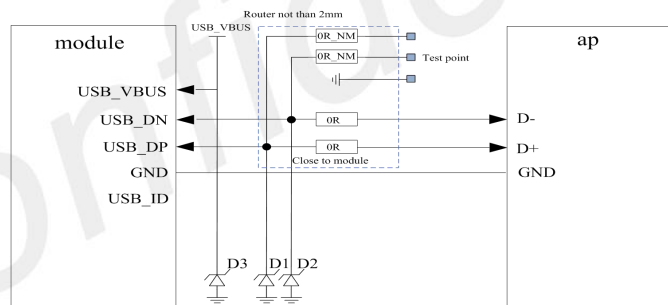 Router not than 2mm
USB_VBUS
module
ap
0R_NM
0R_NM
Test point
USB_VBUS
USB_DN
0R
D-
USB_DP
0R
D+
Close to module
GND
GND
USB_ID
D3
D1
D2